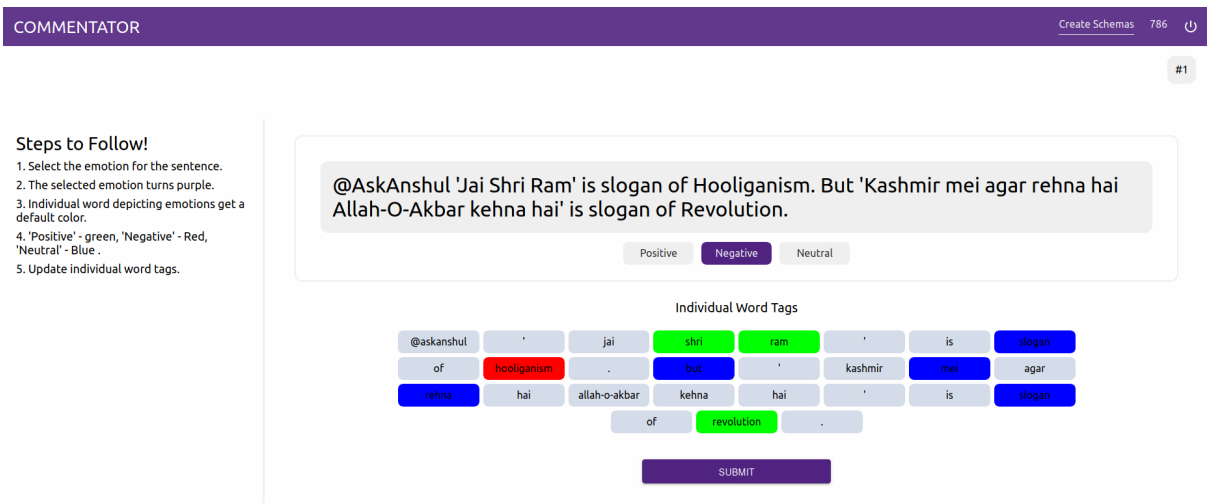 COMMENTATOR
Create Schemas 786
#1
Steps to Follow!
1. Select the emotion for the sentence.
2. The selected emotion turns purple.
3. Individual word depicting emotions get a
default color.
4. 'Positive' - green, 'Negative' - Red,
'Neutral' - Blue .
5. Update individual word tags.
@AskAnshul 'Jai Shri Ram' is slogan of Hooliganism. But 'Kashmir mei agar rehna hai
Allah-O-Akbar kehna hai' is slogan of Revolution.
Positive Negative Neutral
Individual Word Tags
@askanshul ' jai shri ram ' is slogan
of hooliganism . but ' kashmir mei agar
rehna hai allah-o-akbar kehna hai ' is slogan
of revolution .
SUBMIT